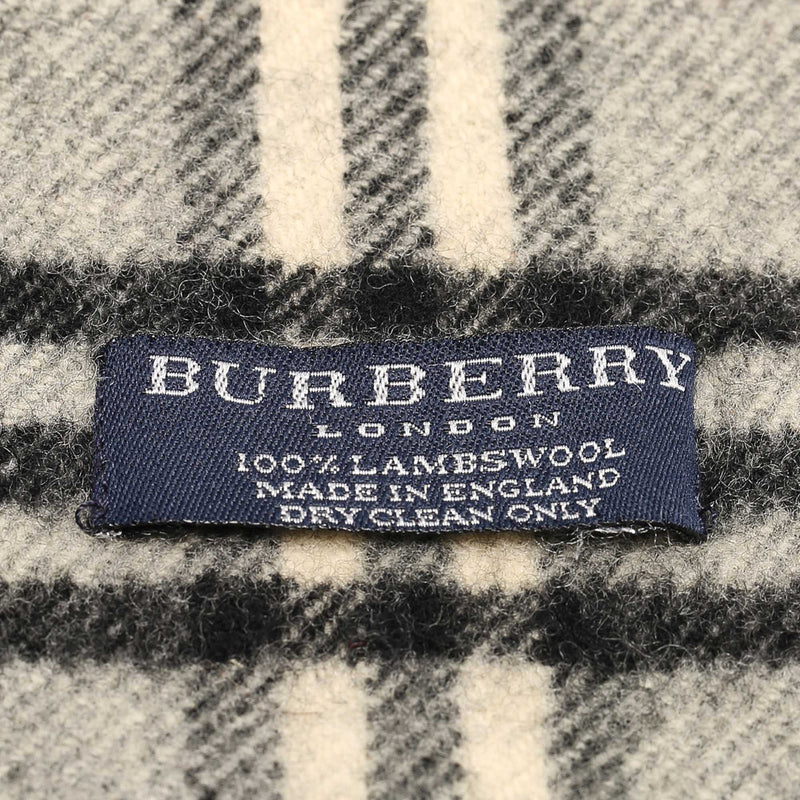 BURBERRY
LONDON
100% LAMBSWOOL
MADE IN ENGLAND
DRY CLEAN ONLY